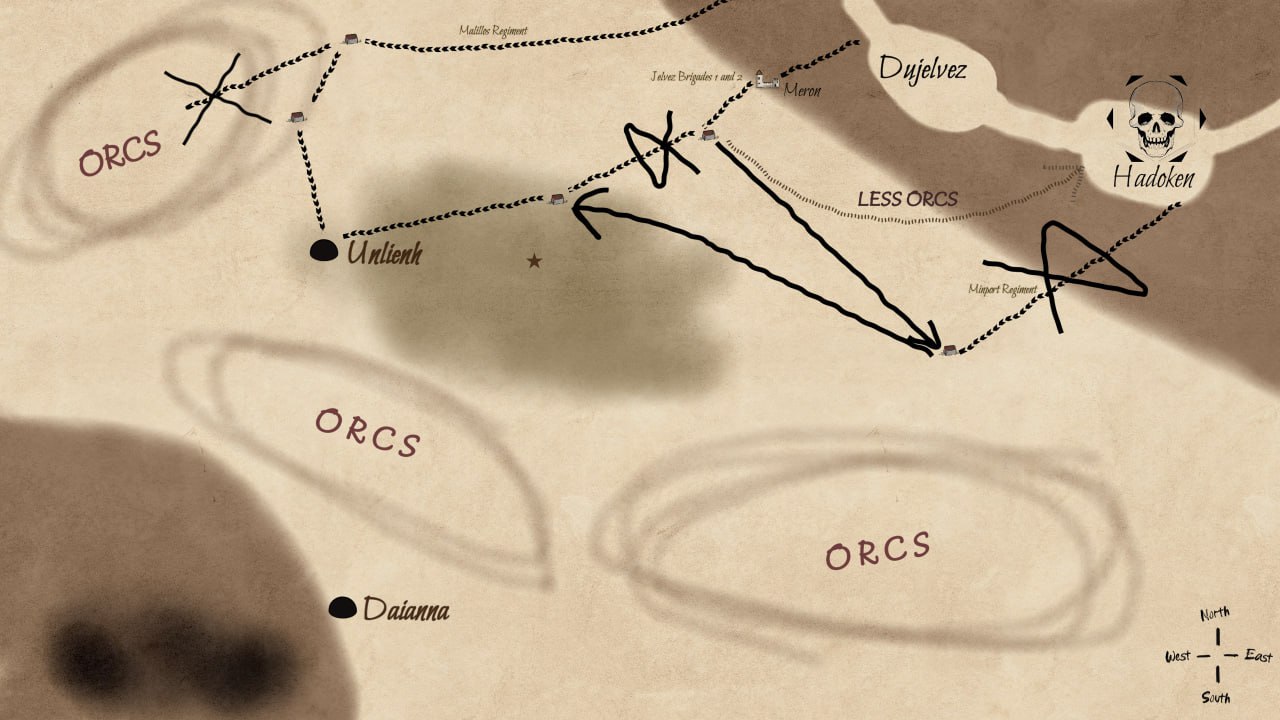 Malillos Regiment
Jelvez Brigades 1 and 2
Meron
Dujelvez
Hadoken
ORCS
LESS ORCS
Unlienh
Minport Regiment
ORCS
ORCS
Daianna
North
West
East
South